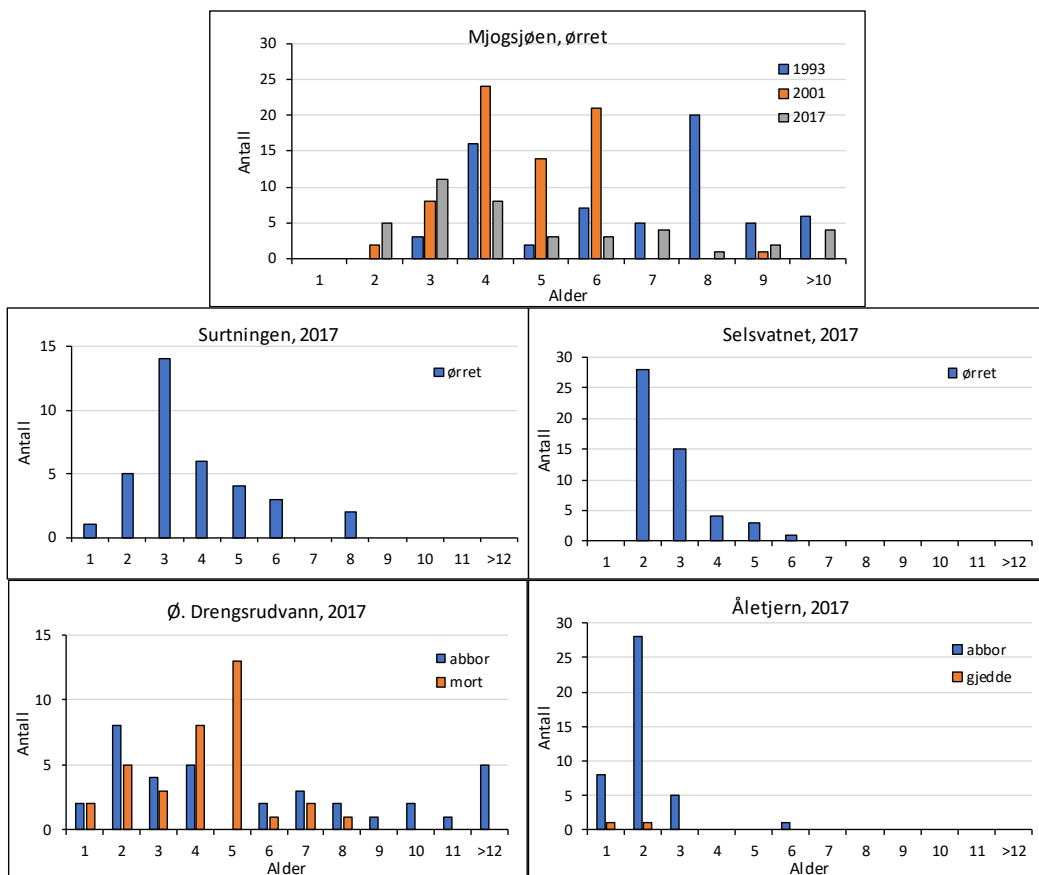 Mjogsjøen, ørret
30
25
20
15
10
5
0
Antall
1993
2001
2017
1 2 3 4 5 6 7 8 9 >10
Alder
Surtningen, 2017
15
10
5
0
Antall
ørret
1 2 3 4 5 6 7 8 9 10 11 >12
Selsvatnet, 2017
30
25
20
15
10
5
0
Antall
ørret
1 2 3 4 5 6 7 8 9 10 11 >12
Ø. Drengsrudvann, 2017
15
10
5
0
Antall
abbor
mort
1 2 3 4 5 6 7 8 9 10 11 >12
Alder
Åletjern, 2017
30
25
20
15
10
5
0
Antall
abbor
gjedde
1 2 3 4 5 6 7 8 9 10 11 >12
Alder